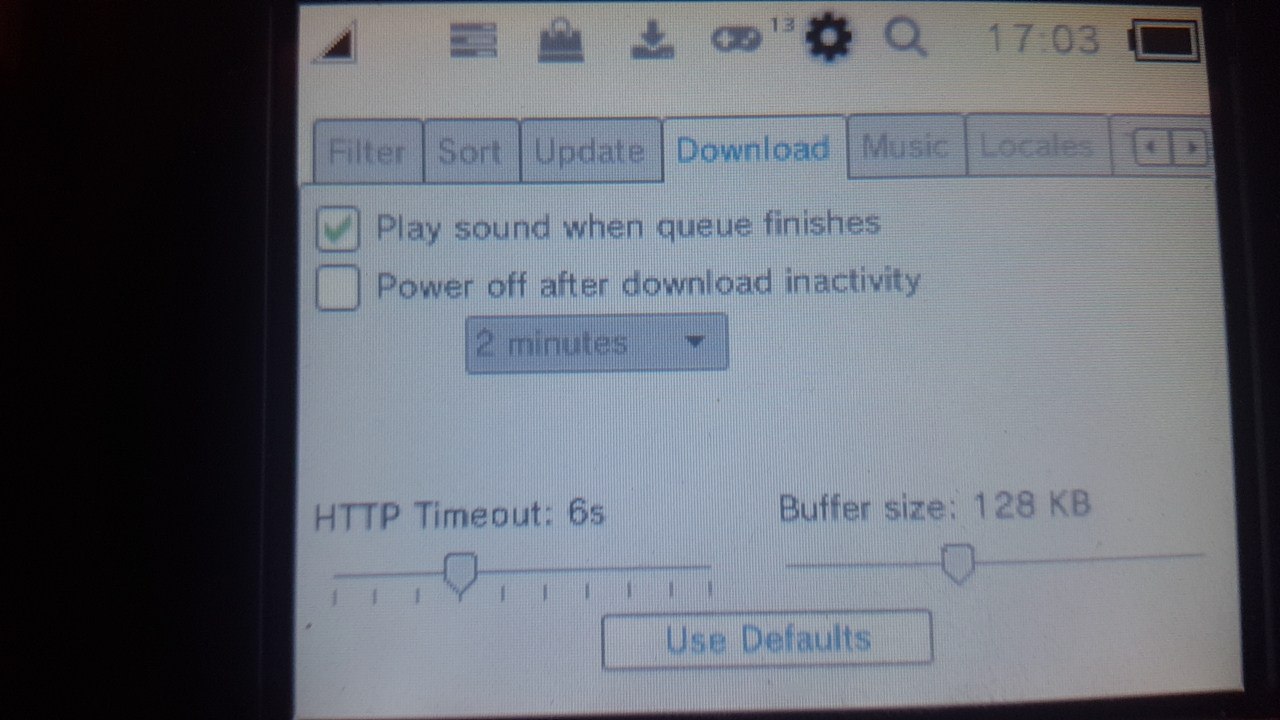 13 17:03
Filter Sort Update Download Music Locales
Play sound when queue finishes
Power off after download inactivity
2 minutes
HTTP Timeout: 6s Buffer size: 128 KB
Use Defaults